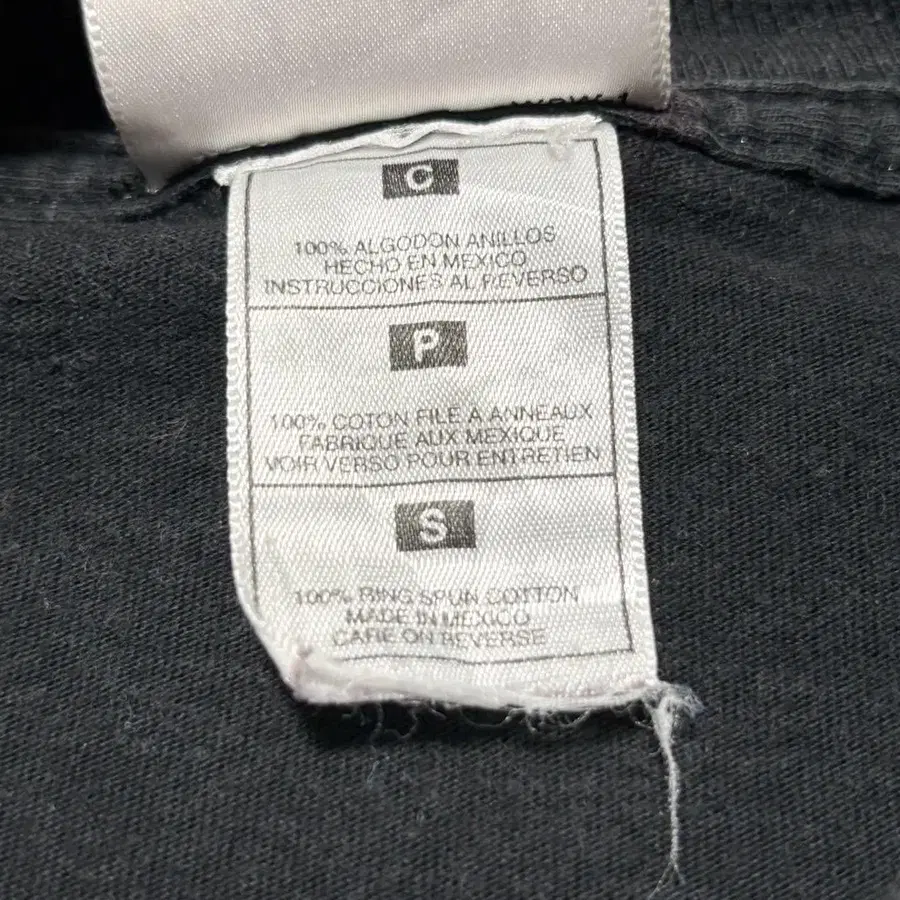 C
100% ALGODON ANILLOS
HECHO EN MEXICO
INSTRUCCIONES AL REVERSO
P
100% COTON FILE A ANNEAUX
FABRIQUE AUX MEXIQUE
VOIR VERSO POUR ENTRETIEN
S
100% RING SPUN COTTON
MADE IN MEXICO
CARE ON REVERSE